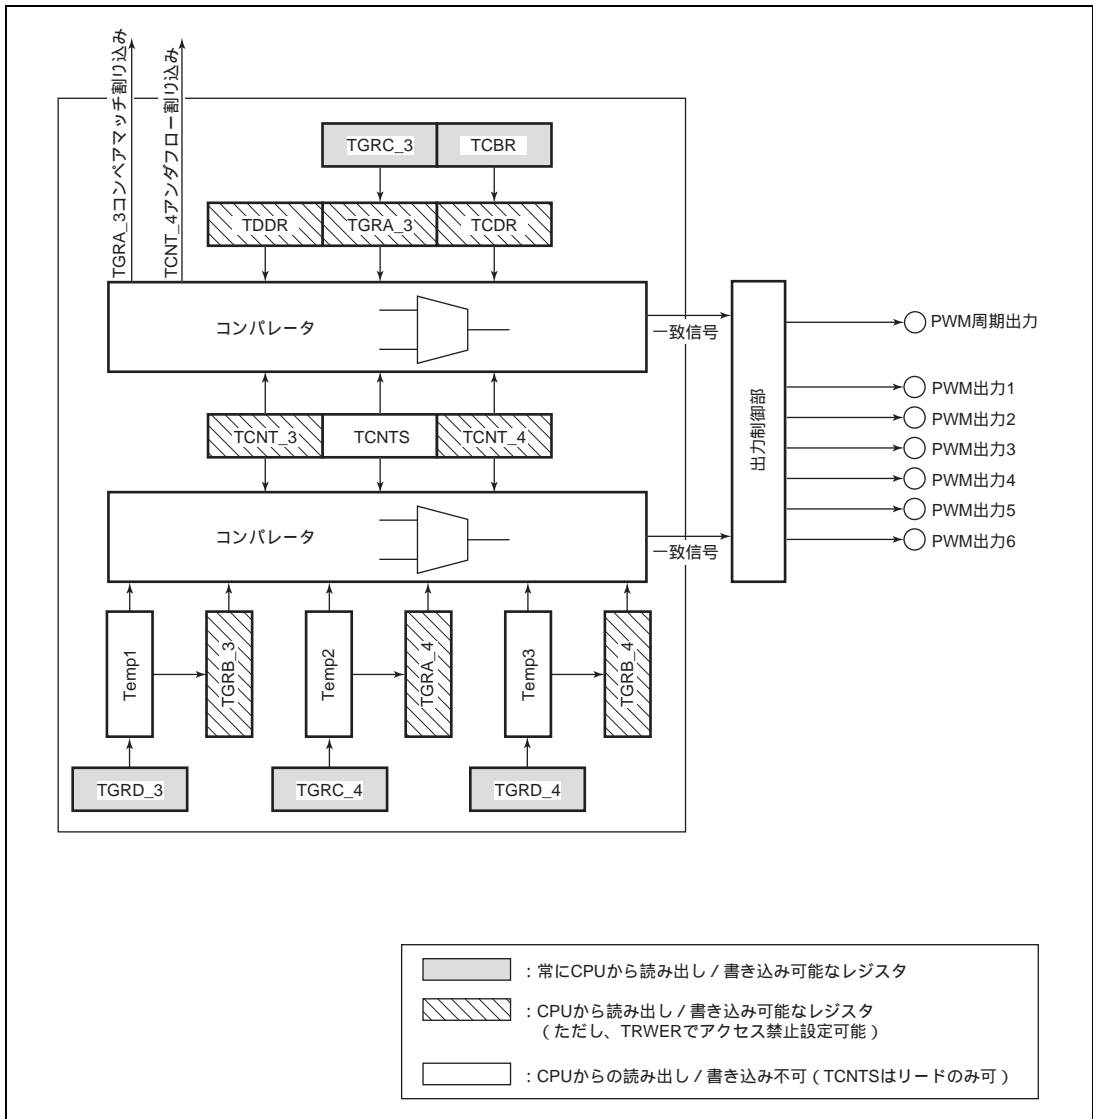 TGRA_3コンペアマッチ割り込み
TCNT_4アンダフロー割り込み
TGRC_3
TCBR
TDDR
TGRA_3
TCDR
コンパレータ
一致信号
TCNT_3
TCNTS
TCNT_4
コンパレータ
一致信号
出力制御部
PWM周期出力
PWM出力1
PWM出力2
PWM出力3
PWM出力4
PWM出力5
PWM出力6
Temp1
TGRB_3
Temp2
TGRA_4
Temp3
TGRB_4
TGRD_3
TGRC_4
TGRD_4
：常にCPUから読み出し / 書き込み可能なレジスタ
：CPUから読み出し / 書き込み可能なレジスタ
（ただし、TRWERでアクセス禁止設定可能）
：CPUからの読み出し / 書き込み不可（TCNTSはリードのみ可）